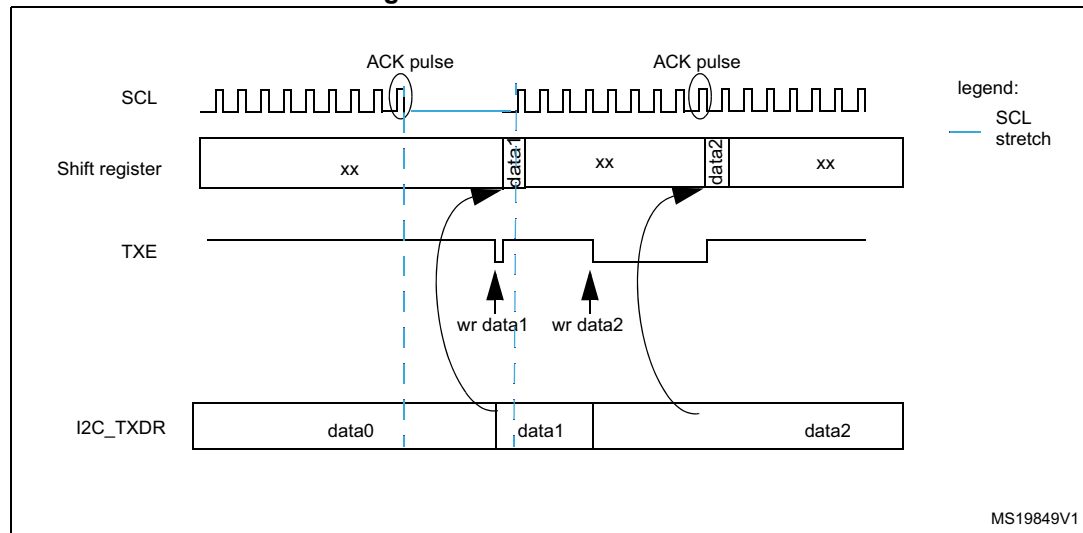 ACK pulse
ACK pulse
legend:
SCL
SCL
stretch
Shift register
xx
data1
xx
data2
xx
TXE
wr data1
wr data2
I2C_TXDR
data0
data1
data2
MS19849V1